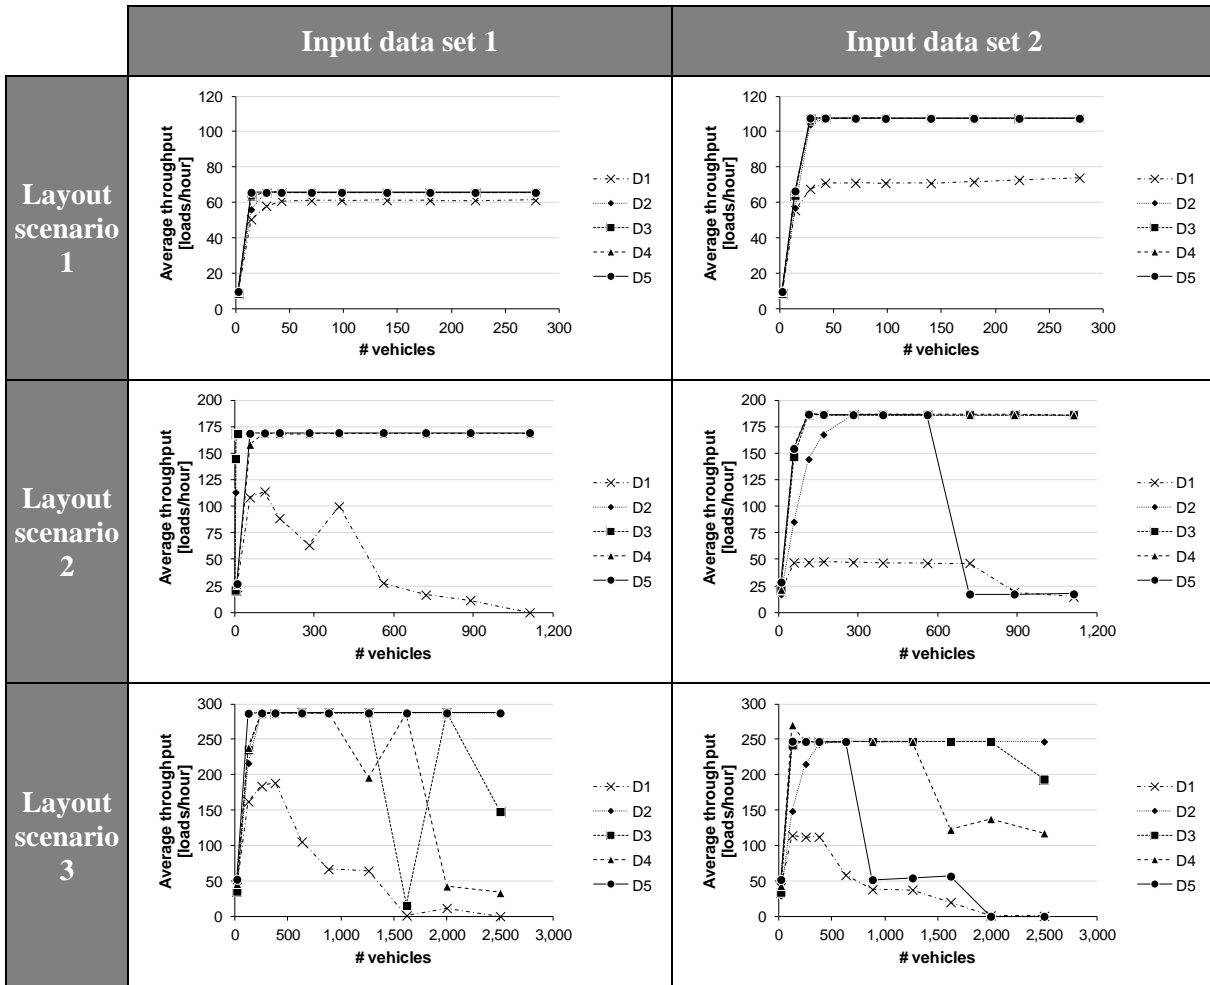 Input data set 1
Input data set 2
Layout
scenario
1
Average throughput
[loads/hour]
120
100
80
60
40
20
0
0 50 100 150 200 250 300
# vehicles
D1
D2
D3
D4
D5
Average throughput
[loads/hour]
120
100
80
60
40
20
0
0 50 100 150 200 250 300
# vehicles
D1
D2
D3
D4
D5
Layout
scenario
2
Average throughput
[loads/hour]
200
175
150
125
100
75
50
25
0
0 300 600 900 1,200
# vehicles
D1
D2
D3
D4
D5
Average throughput
[loads/hour]
200
175
150
125
100
75
50
25
0
0 300 600 900 1,200
# vehicles
D1
D2
D3
D4
D5
Layout
scenario
3
Average throughput
[loads/hour]
300
250
200
150
100
50
0
0 500 1,000 1,500 2,000 2,500 3,000
# vehicles
D1
D2
D3
D4
D5
Average throughput
[loads/hour]
300
250
200
150
100
50
0
0 500 1,000 1,500 2,000 2,500 3,000
# vehicles
D1
D2
D3
D4
D5